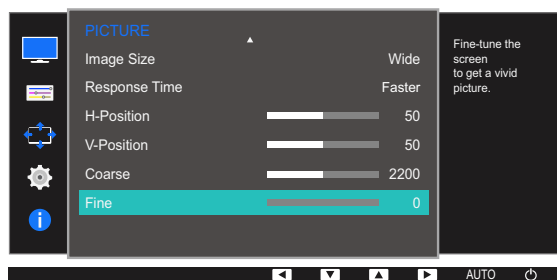 PICTURE
Image Size Wide
Response Time Faster
H-Position 50
V-Position 50
Coarse 2200
Fine 0
Fine-tune the
screen
to get a vivid
picture.
AUTO